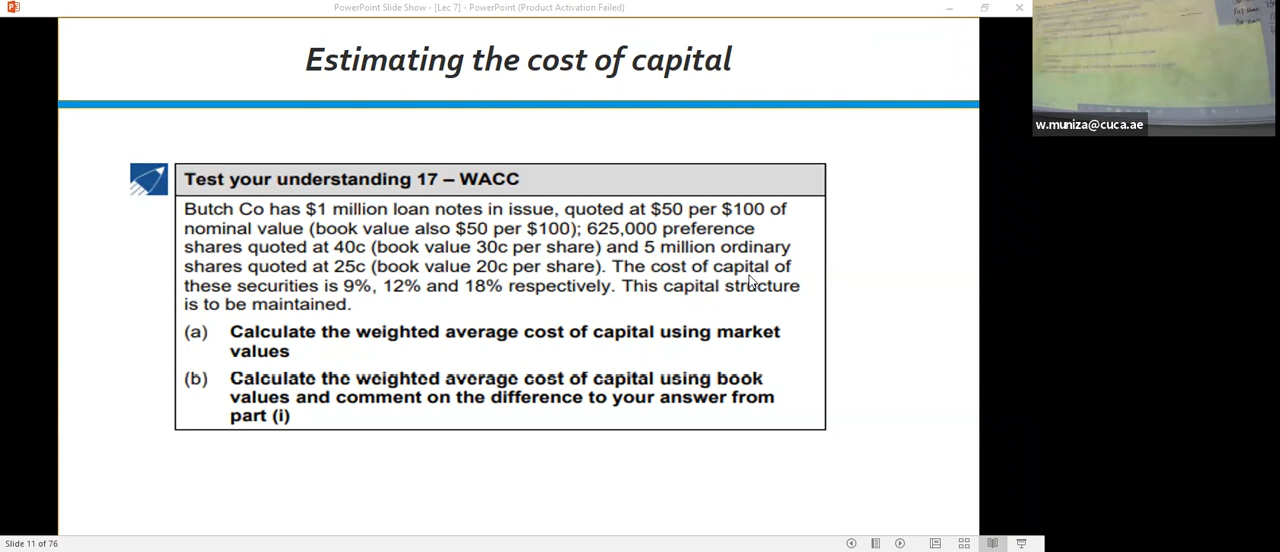 PowerPoint Slide Show - [Lec 7] - PowerPoint (Product Activation Failed)
Estimating the cost of capital
w.muniza@cuca.ae
Test your understanding 17 – WACC
Butch Co has $1 million loan notes in issue, quoted at $50 per $100 of
nominal value (book value also $50 per $100); 625,000 preference
shares quoted at 40c (book value 30c per share) and 5 million ordinary
shares quoted at 25c (book value 20c per share). The cost of capital of
these securities is 9%, 12% and 18% respectively. This capital structure
is to be maintained.
(a) Calculate the weighted average cost of capital using market
values
(b) Calculate the weighted average cost of capital using book
values and comment on the difference to your answer from
part (i)
Slide 11 of 76